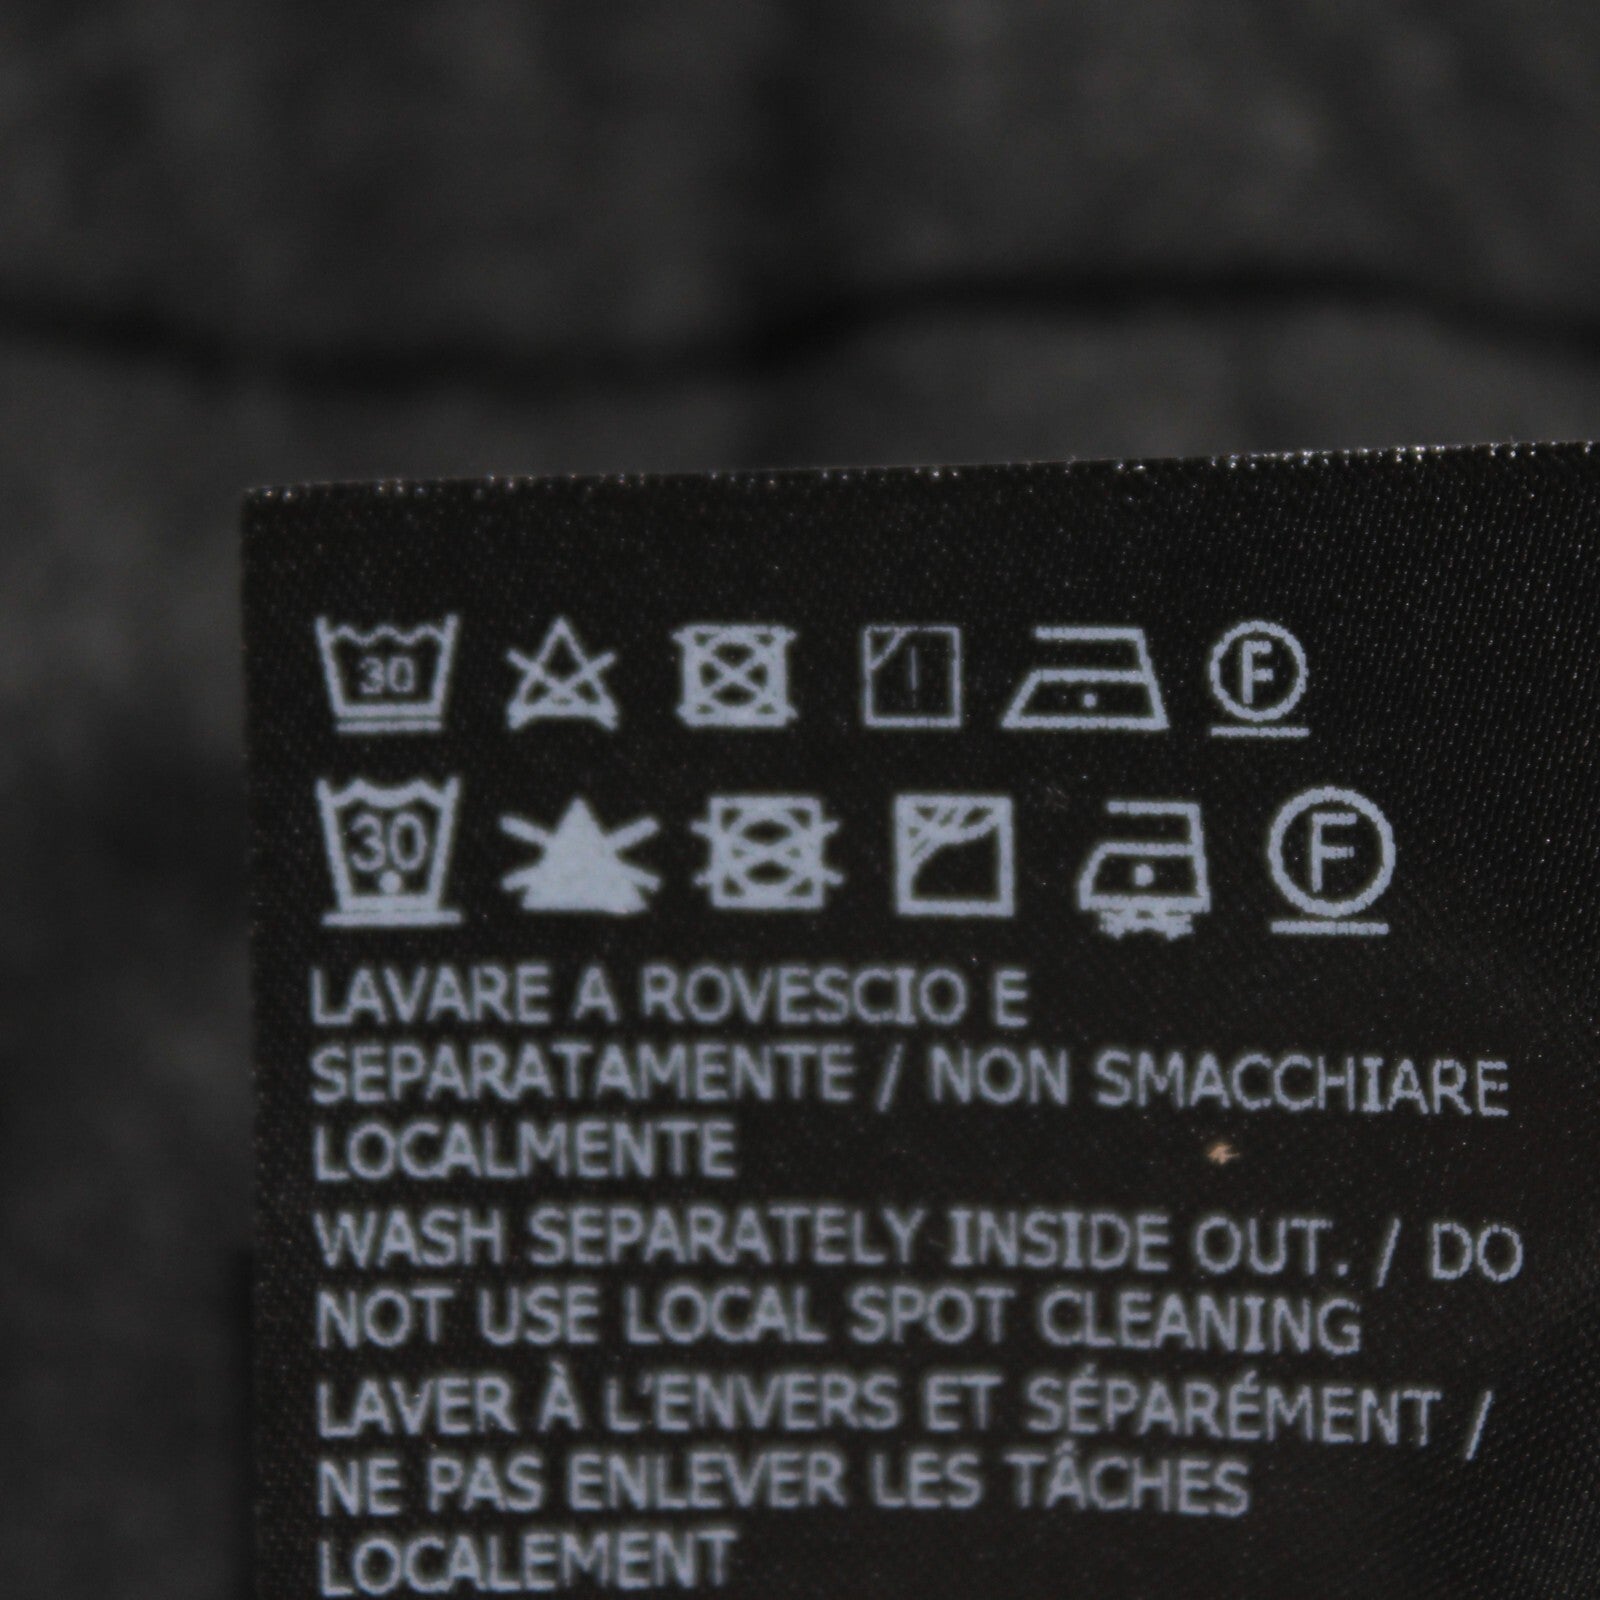 30 F
30 F
LAVARE A ROVESCIO E
SEPARATAMENTE / NON SMACCHIARE
LOCALMENTE
WASH SEPARATELY INSIDE OUT. / DO
NOT USE LOCAL SPOT CLEANING
LAVER À L'ENVERS ET SÉPARÉMENT /
NE PAS ENLEVER LES TÂCHES
LOCALEMENT